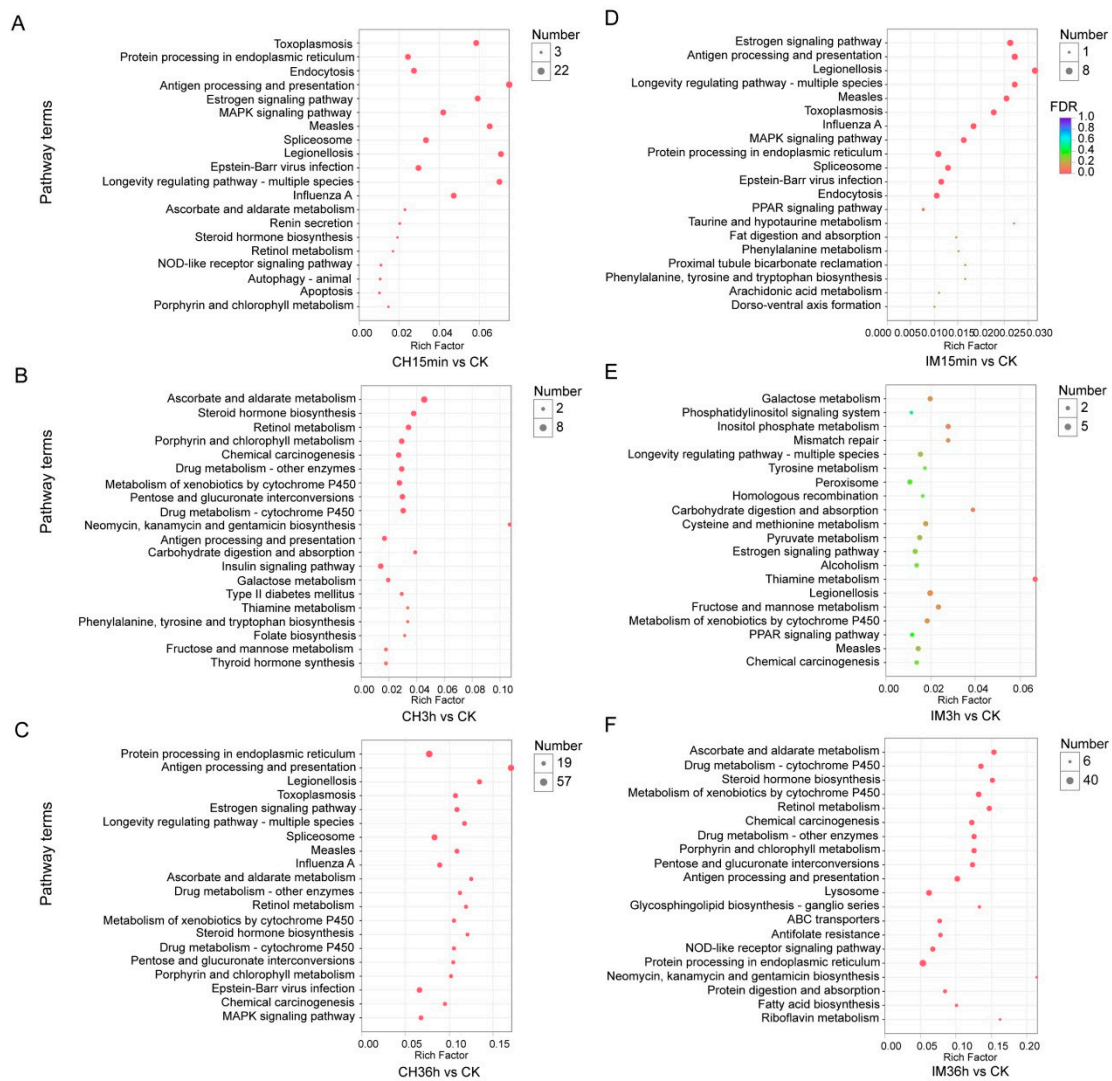 A
Pathway terms
Toxoplasmosis
Protein processing in endoplasmic reticulum
Endocytosis
Antigen processing and presentation
Estrogen signaling pathway
MAPK signaling pathway
Measles
Spliceosome
Legionellosis
Epstein-Barr virus infection
Longevity regulating pathway - multiple species
Influenza A
Ascorbate and aldarate metabolism
Renin secretion
Steroid hormone biosynthesis
Retinol metabolism
NOD-like receptor signaling pathway
Autophagy - animal
Apoptosis
Porphyrin and chlorophyll metabolism
0.00 0.02 0.04 0.06
Rich Factor
CH15min vs CK
Number
3
22
B
Pathway terms
Ascorbate and aldarate metabolism
Steroid hormone biosynthesis
Retinol metabolism
Porphyrin and chlorophyll metabolism
Chemical carcinogenesis
Drug metabolism - other enzymes
Metabolism of xenobiotics by cytochrome P450
Pentose and glucuronate interconversions
Drug metabolism - cytochrome P450
Neomycin, kanamycin and gentamicin biosynthesis
Antigen processing and presentation
Carbohydrate digestion and absorption
Insulin signaling pathway
Galactose metabolism
Type II diabetes mellitus
Thiamine metabolism
Phenylalanine, tyrosine and tryptophan biosynthesis
Folate biosynthesis
Fructose and mannose metabolism
Thyroid hormone synthesis
0.00 0.02 0.04 0.06 0.08 0.10
Rich Factor
CH3h vs CK
Number
2
8
C
Pathway terms
Protein processing in endoplasmic reticulum
Antigen processing and presentation
Legionellosis
Toxoplasmosis
Estrogen signaling pathway
Longevity regulating pathway - multiple species
Spliceosome
Measles
Influenza A
Ascorbate and aldarate metabolism
Drug metabolism - other enzymes
Retinol metabolism
Metabolism of xenobiotics by cytochrome P450
Steroid hormone biosynthesis
Drug metabolism - cytochrome P450
Pentose and glucuronate interconversions
Porphyrin and chlorophyll metabolism
Epstein-Barr virus infection
Chemical carcinogenesis
MAPK signaling pathway
0.00 0.05 0.10 0.15
Rich Factor
CH36h vs CK
Number
19
57
D
Estrogen signaling pathway
Antigen processing and presentation
Legionellosis
Longevity regulating pathway - multiple species
Measles
Toxoplasmosis
Influenza A
MAPK signaling pathway
Protein processing in endoplasmic reticulum
Spliceosome
Epstein-Barr virus infection
Endocytosis
PPAR signaling pathway
Taurine and hypotaurine metabolism
Fat digestion and absorption
Phenylalanine metabolism
Proximal tubule bicarbonate reclamation
Phenylalanine, tyrosine and tryptophan biosynthesis
Arachidonic acid metabolism
Dorso-ventral axis formation
0.000 0.005 0.010 0.015 0.020 0.025 0.030
Rich Factor
IM15min vs CK
Number
1
8
FDR
1.0
0.8
0.6
0.4
0.2
0.0
E
Galactose metabolism
Phosphatidylinositol signaling system
Inositol phosphate metabolism
Mismatch repair
Longevity regulating pathway - multiple species
Tyrosine metabolism
Peroxisome
Homologous recombination
Carbohydrate digestion and absorption
Cysteine and methionine metabolism
Pyruvate metabolism
Estrogen signaling pathway
Alcoholism
Thiamine metabolism
Legionellosis
Fructose and mannose metabolism
Metabolism of xenobiotics by cytochrome P450
PPAR signaling pathway
Measles
Chemical carcinogenesis
0.00 0.02 0.04 0.06
Rich Factor
IM3h vs CK
Number
2
5
F
Ascorbate and aldarate metabolism
Drug metabolism - cytochrome P450
Steroid hormone biosynthesis
Metabolism of xenobiotics by cytochrome P450
Retinol metabolism
Chemical carcinogenesis
Drug metabolism - other enzymes
Porphyrin and chlorophyll metabolism
Pentose and glucuronate interconversions
Antigen processing and presentation
Lysosome
Glycosphingolipid biosynthesis - ganglio series
ABC transporters
Antifolate resistance
NOD-like receptor signaling pathway
Protein processing in endoplasmic reticulum
Neomycin, kanamycin and gentamicin biosynthesis
Protein digestion and absorption
Fatty acid biosynthesis
Riboflavin metabolism
0.00 0.05 0.10 0.15 0.20
Rich Factor
IM36h vs CK
Number
6
40